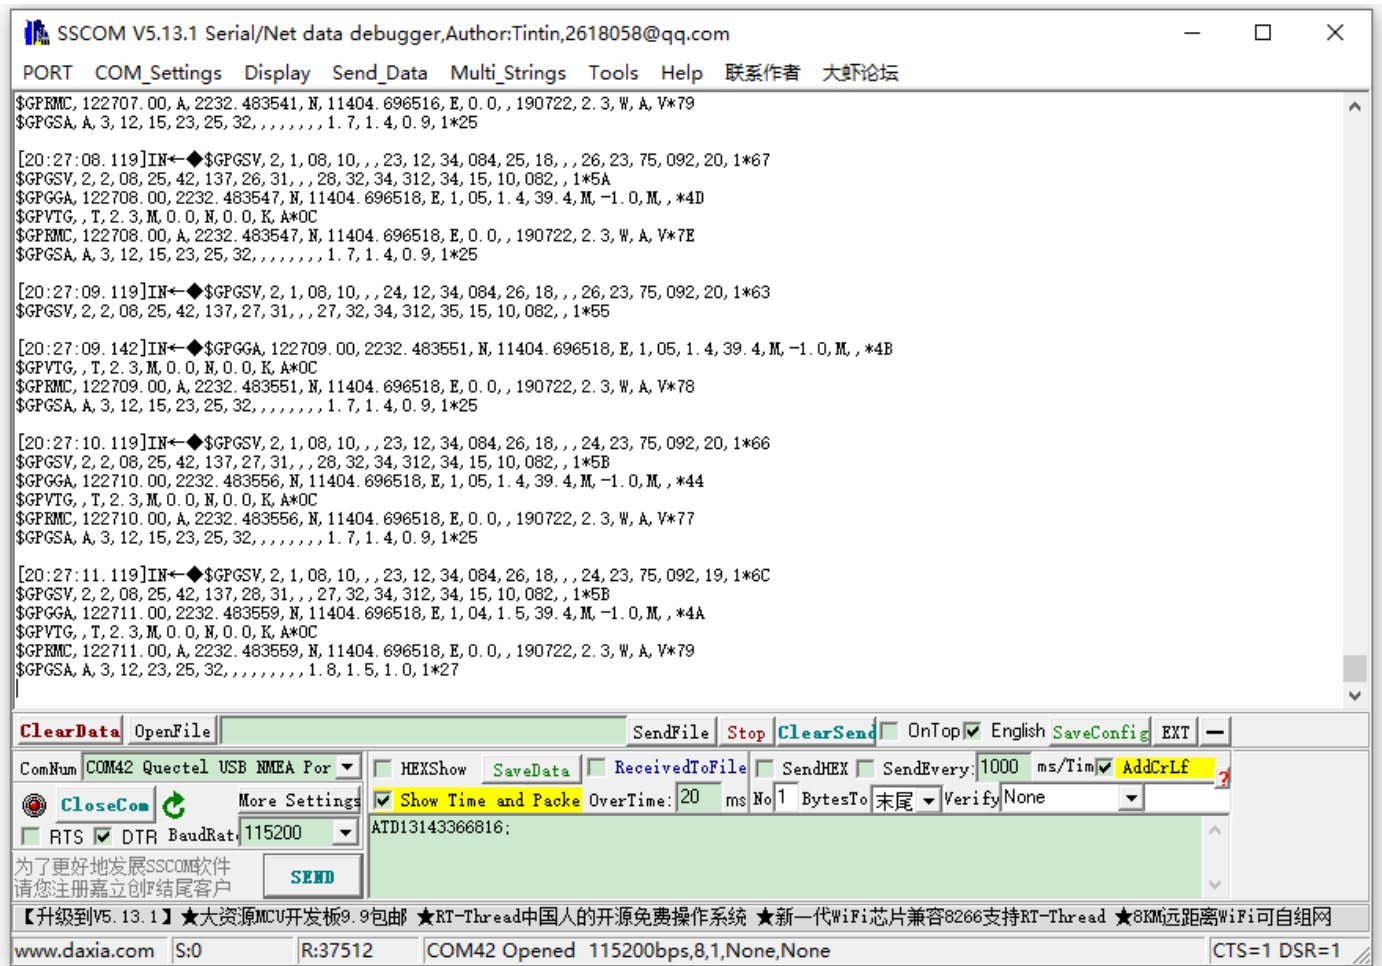 SSCOM V5.13.1 Serial/Net data debugger,Author:Tintin,2618058@qq.com
PORT COM_Settings Display Send_Data Multi_Strings Tools Help 联系作者 大虾论坛
$GPRMC,122707.00,A,2232.483541,N,11404.696516,E,0.0,,190722,2.3,W,A,V*79
$GPGSA,A,3,12,15,23,25,32,,,,,,,,1.7,1.4,0.9,1*25
[20:27:08.119]IN←◆$GPGSV,2,1,08,10,,,23,12,34,084,25,18,,,26,23,75,092,20,1*67
$GPGSV,2,2,08,25,42,137,26,31,,,28,32,34,312,34,15,10,082,,1*5A
$GPGGA,122708.00,2232.483547,N,11404.696518,E,1,05,1.4,39.4,M,-1.0,M,,*4D
$GPVTG,,T,2.3,M,0.0,N,0.0,K,A*0C
$GPRMC,122708.00,A,2232.483547,N,11404.696518,E,0.0,,190722,2.3,W,A,V*7E
$GPGSA,A,3,12,15,23,25,32,,,,,,,,1.7,1.4,0.9,1*25
[20:27:09.119]IN←◆$GPGSV,2,1,08,10,,,24,12,34,084,26,18,,,26,23,75,092,20,1*63
$GPGSV,2,2,08,25,42,137,27,31,,,27,32,34,312,35,15,10,082,,1*55
[20:27:09.142]IN←◆$GPGGA,122709.00,2232.483551,N,11404.696518,E,1,05,1.4,39.4,M,-1.0,M,,*4B
$GPVTG,,T,2.3,M,0.0,N,0.0,K,A*0C
$GPRMC,122709.00,A,2232.483551,N,11404.696518,E,0.0,,190722,2.3,W,A,V*78
$GPGSA,A,3,12,15,23,25,32,,,,,,,,1.7,1.4,0.9,1*25
[20:27:10.119]IN←◆$GPGSV,2,1,08,10,,,23,12,34,084,26,18,,,24,23,75,092,20,1*66
$GPGSV,2,2,08,25,42,137,27,31,,,28,32,34,312,34,15,10,082,,1*5B
$GPGGA,122710.00,2232.483556,N,11404.696518,E,1,05,1.4,39.4,M,-1.0,M,,*44
$GPVTG,,T,2.3,M,0.0,N,0.0,K,A*0C
$GPRMC,122710.00,A,2232.483556,N,11404.696518,E,0.0,,190722,2.3,W,A,V*77
$GPGSA,A,3,12,15,23,25,32,,,,,,,,1.7,1.4,0.9,1*25
[20:27:11.119]IN←◆$GPGSV,2,1,08,10,,,23,12,34,084,26,18,,,24,23,75,092,19,1*6C
$GPGSV,2,2,08,25,42,137,28,31,,,27,32,34,312,34,15,10,082,,1*5B
$GPGGA,122711.00,2232.483559,N,11404.696518,E,1,04,1.5,39.4,M,-1.0,M,,*4A
$GPVTG,,T,2.3,M,0.0,N,0.0,K,A*0C
$GPRMC,122711.00,A,2232.483559,N,11404.696518,E,0.0,,190722,2.3,W,A,V*79
$GPGSA,A,3,12,23,25,32,,,,,,,,,1.8,1.5,1.0,1*27
ClearData OpenFile SendFile Stop ClearSend OnTop English SaveConfig EXT —
ComNum COM42 Quectel USB NMEA Por HEXShow SaveData ReceivedToFile SendHEX SendEvery: 1000 ms/Tim AddCrLf
CloseCom More Settings Show Time and Packe OverTime: 20 ms No 1 BytesTo 末尾 Verify None ?
RTS DTR BaudRat 115200 ATD13143366816;
为了更好地发展SSCOM软件
请您注册嘉立创F结尾客户 SEND
【升级到V5.13.1】★大资源MCU开发板9.9包邮 ★RT-Thread中国人的开源免费操作系统 ★新一代WiFi芯片兼容8266支持RT-Thread ★8KM远距离WiFi可自组网
www.daxia.com S:0 R:37512 COM42 Opened 115200bps,8,1,None,None CTS=1 DSR=1